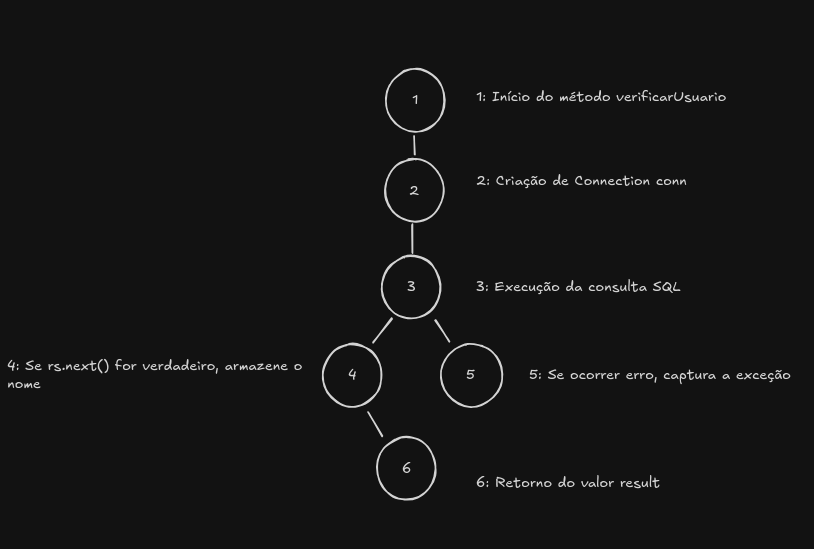 1
1: Início do método verificarUsuario
2
2: Criação de Connection conn
3
3: Execução da consulta SQL
4: Se rs.next() for verdadeiro, armazene o
nome
4
5
5: Se ocorrer erro, captura a exceção
6
6: Retorno do valor result